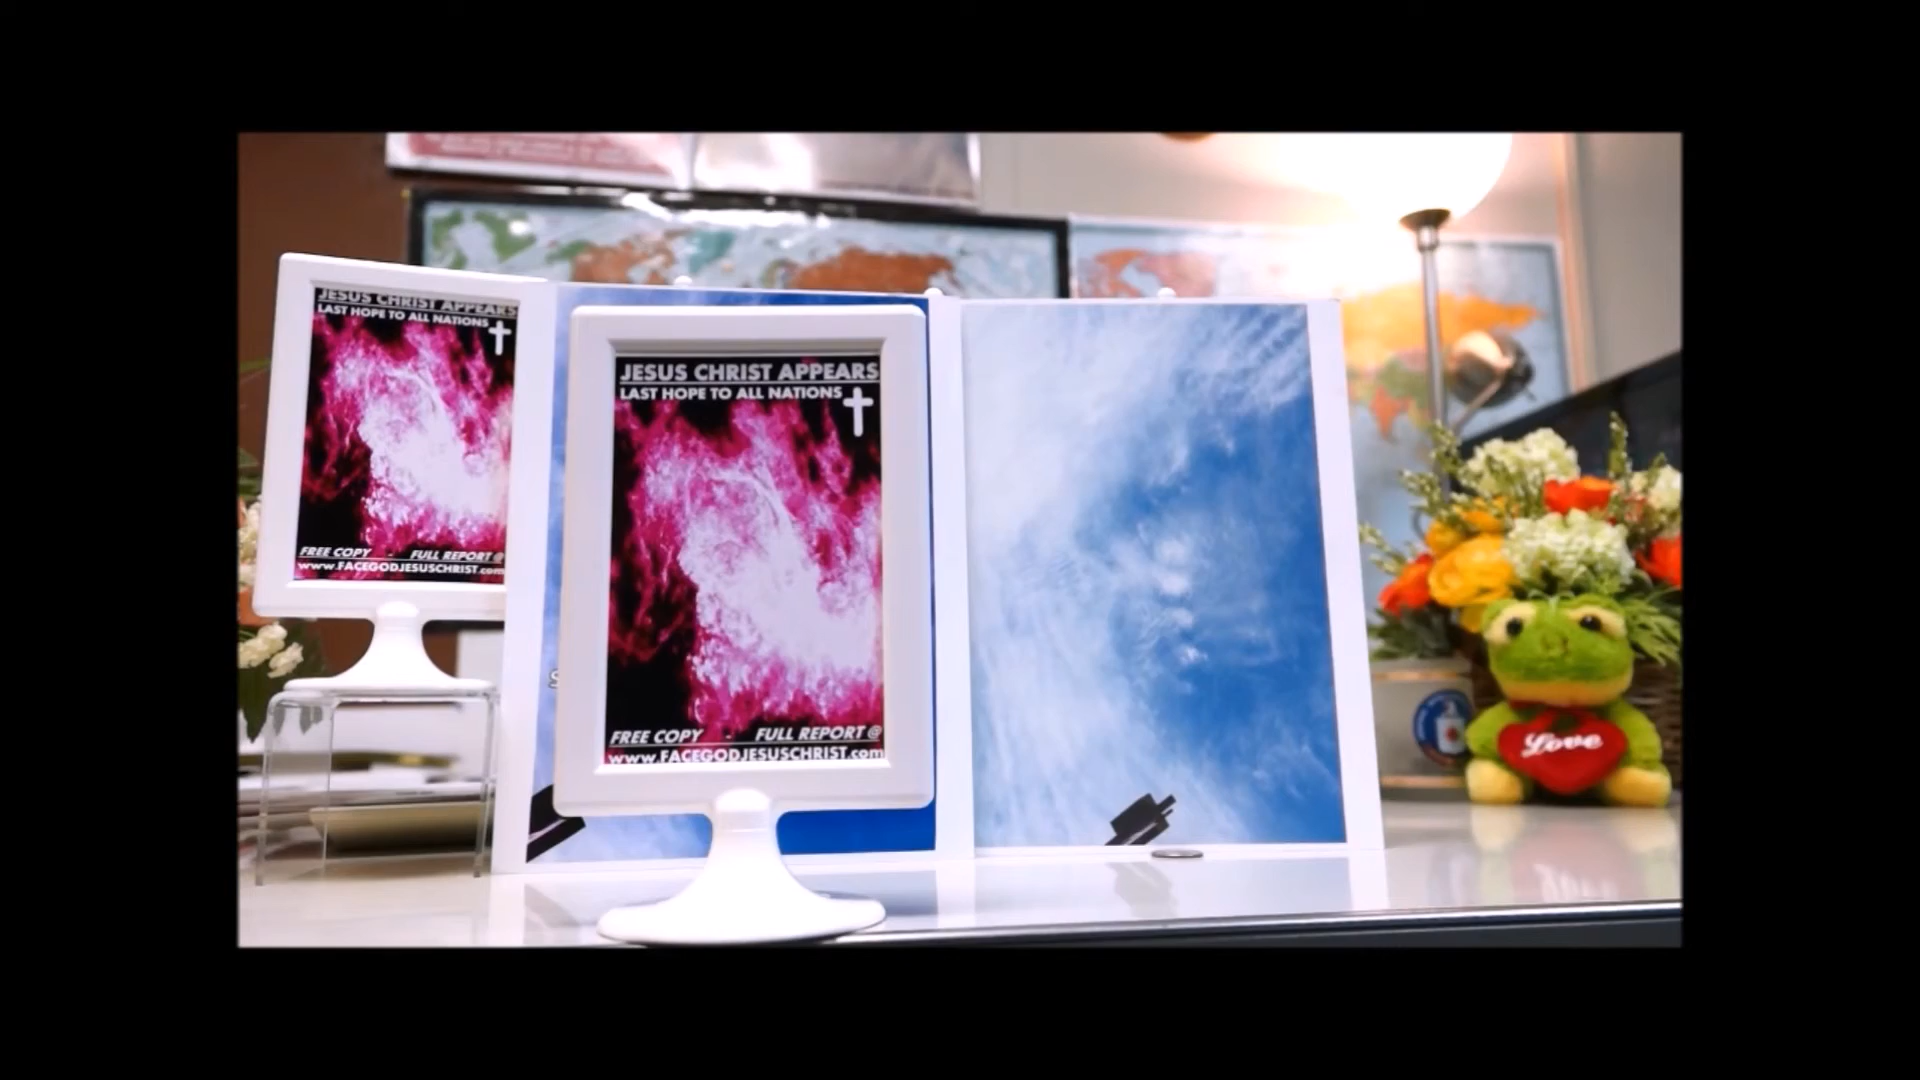 JESUS CHRIST APPEARS
LAST HOPE TO ALL NATIONS
FREE COPY - FULL REPORT @
www.FACEGODJESUSCHRIST.com
JESUS CHRIST APPEARS
LAST HOPE TO ALL NATIONS
FREE COPY - FULL REPORT @
www.FACEGODJESUSCHRIST.com
Love